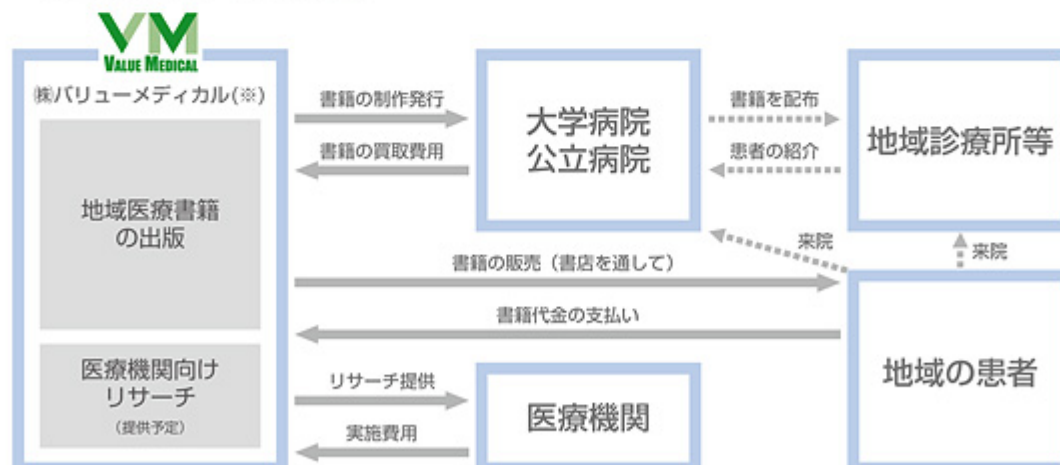 VM
VALUE MEDICAL
㈱バリューメディカル(※)
地域医療書籍
の出版
医療機関向け
リサーチ
(提供予定)
書籍の制作発行
書籍の買取費用
大学病院
公立病院
書籍を配布
患者の紹介
地域診療所等
来院
来院
書籍の販売（書店を通して）
書籍代金の支払い
地域の患者
リサーチ提供
実施費用
医療機関